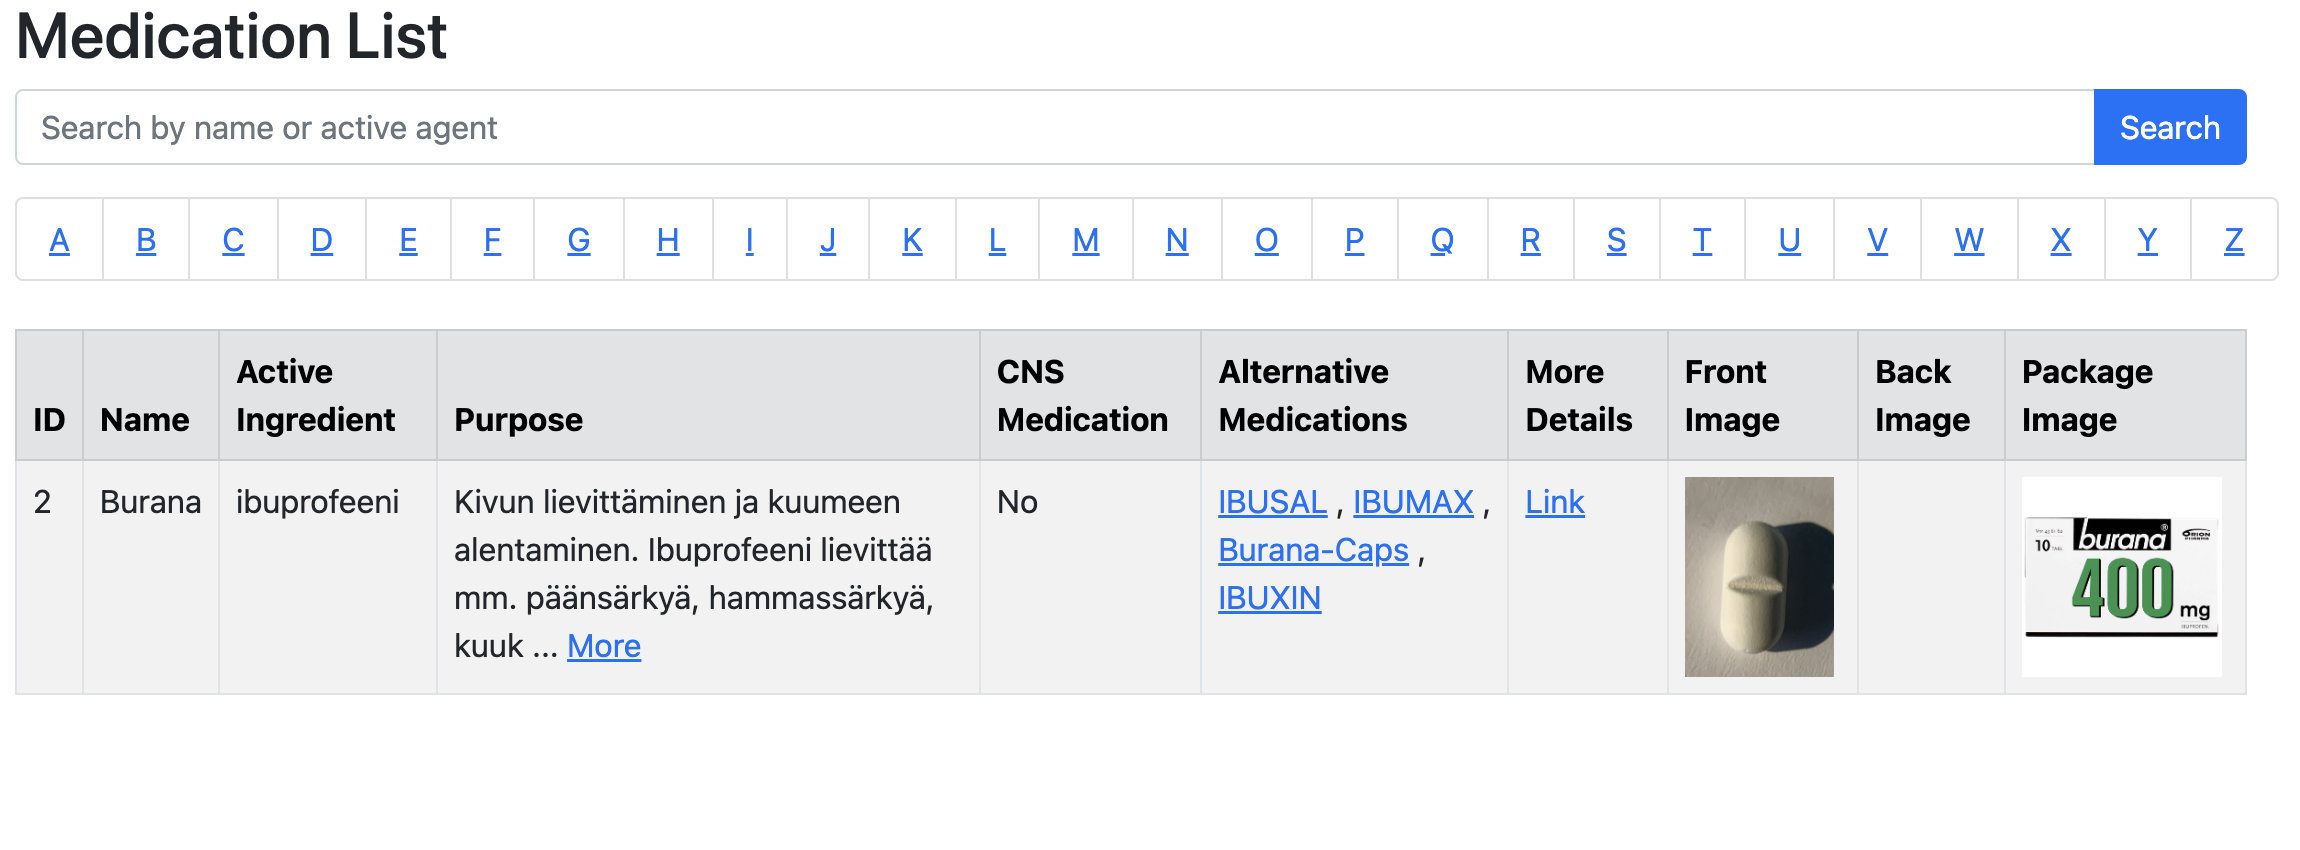 Medication List
Search by name or active agent
Search
A B C D E F G H I J K L M N O P Q R S T U V W X Y Z
ID Name Active Ingredient Purpose CNS Medication Alternative Medications More Details Front Image Back Image Package Image
2 Burana ibuprofeeni
Kivun lievittäminen ja kuumeen
alentaminen. Ibuprofeeni lievittää
mm. päänsärkyä, hammassärkyä,
kuuk ... More
No
IBUSAL , IBUMAX ,
Burana-Caps ,
IBUXIN
Link
10
burana®
ORION
400 mg